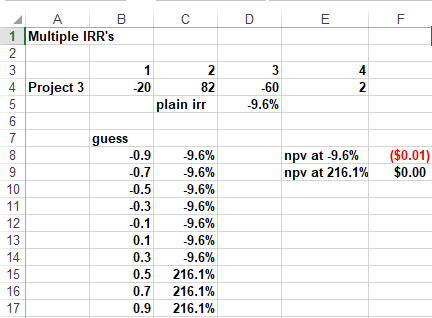 A B C D E F
1 Multiple IRR's
2
3 1 2 3 4
4 Project 3 -20 82 -60 2
5 plain irr -9.6%
6
7 guess
8 -0.9 -9.6% npv at -9.6% ($0.01)
9 -0.7 -9.6% npv at 216.1% $0.00
10 -0.5 -9.6%
11 -0.3 -9.6%
12 -0.1 -9.6%
13 0.1 -9.6%
14 0.3 -9.6%
15 0.5 216.1%
16 0.7 216.1%
17 0.9 216.1%